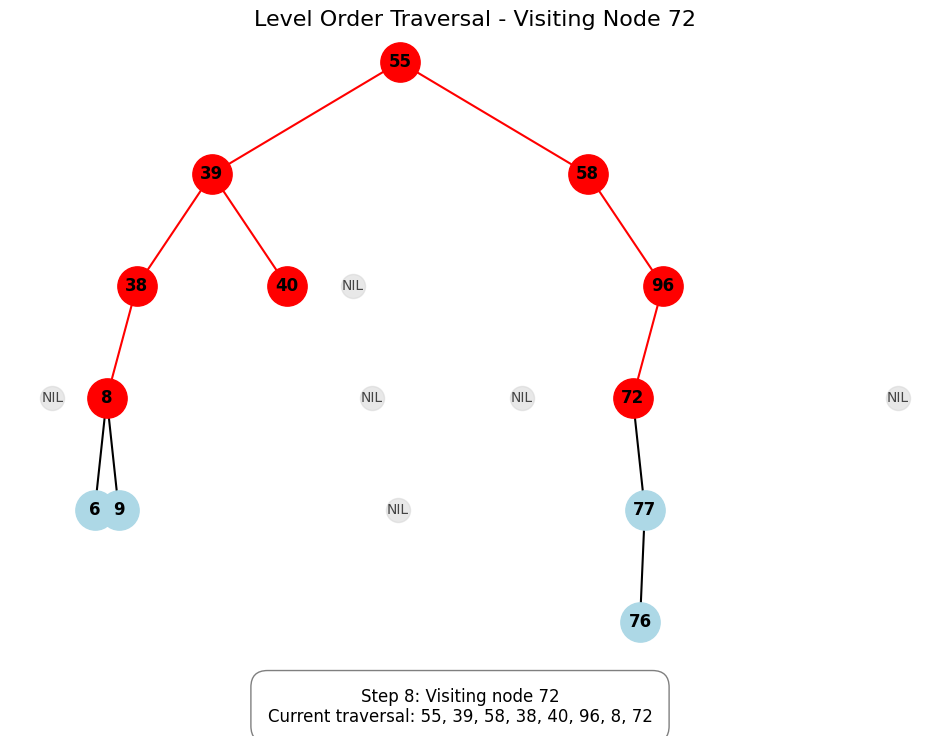 Level Order Traversal - Visiting Node 72
55
39
58
38
40
NIL
96
NIL
8
NIL
NIL
72
NIL
6
9
NIL
77
76
Step 8: Visiting node 72
Current traversal: 55, 39, 58, 38, 40, 96, 8, 72